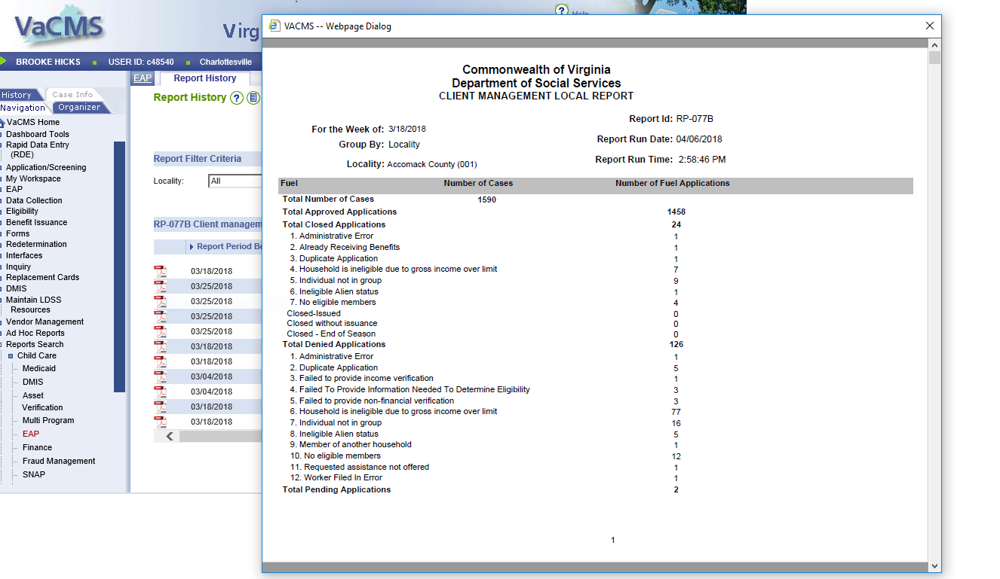 VaCMS
Virg
Help
BROOKE HICKS USER ID: c48540 Charlottesville
EAP Report History
History Case Info
Navigation Organizer
VaCMS Home
Dashboard Tools
Rapid Data Entry
(RDE)
Application/Screening
My Workspace
EAP
Data Collection
Eligibility
Benefit Issuance
Forms
Redetermination
Interfaces
Inquiry
Replacement Cards
DMIS
Maintain LDSS
Resources
Vendor Management
Ad Hoc Reports
Reports Search
Child Care
Medicaid
DMIS
Asset
Verification
Multi Program
EAP
Finance
Fraud Management
SNAP
Report History ?
Report Filter Criteria
Locality: All
RP-077B Client managem
Report Period Be
03/18/2018
03/25/2018
03/25/2018
03/25/2018
03/25/2018
03/18/2018
03/18/2018
03/04/2018
03/04/2018
03/18/2018
03/18/2018
VACMS -- Webpage Dialog
Commonwealth of Virginia
Department of Social Services
CLIENT MANAGEMENT LOCAL REPORT
Report Id: RP-077B
For the Week of: 3/18/2018
Report Run Date: 04/06/2018
Group By: Locality
Report Run Time: 2:58:46 PM
Locality: Accomack County (001)
Fuel Number of Cases Number of Fuel Applications
Total Number of Cases 1590
Total Approved Applications 1458
Total Closed Applications 24
1. Administrative Error 1
2. Already Receiving Benefits 1
3. Duplicate Application 1
4. Household is ineligible due to gross income over limit 7
5. Individual not in group 9
6. Ineligible Alien status 1
7. No eligible members 4
Closed-Issued 0
Closed without issuance 0
Closed - End of Season 0
Total Denied Applications 126
1. Administrative Error 1
2. Duplicate Application 5
3. Failed to provide income verification 1
4. Failed To Provide Information Needed To Determine Eligibility 3
5. Failed to provide non-financial verification 3
6. Household is ineligible due to gross income over limit 77
7. Individual not in group 16
8. Ineligible Alien status 5
9. Member of another household 1
10. No eligible members 12
11. Requested assistance not offered 1
12. Worker Filed In Error 1
Total Pending Applications 2
1